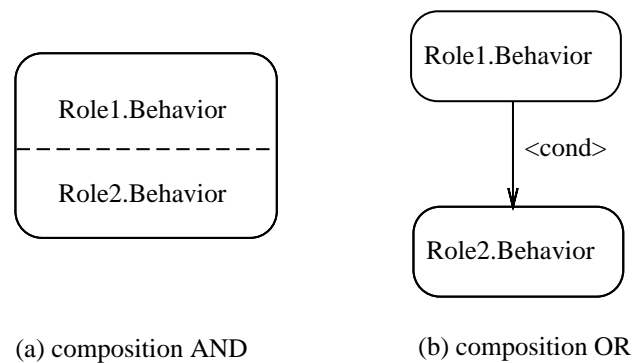 Role1.Behavior
Role2.Behavior
(a) composition AND
Role1.Behavior
<cond>
Role2.Behavior
(b) composition OR